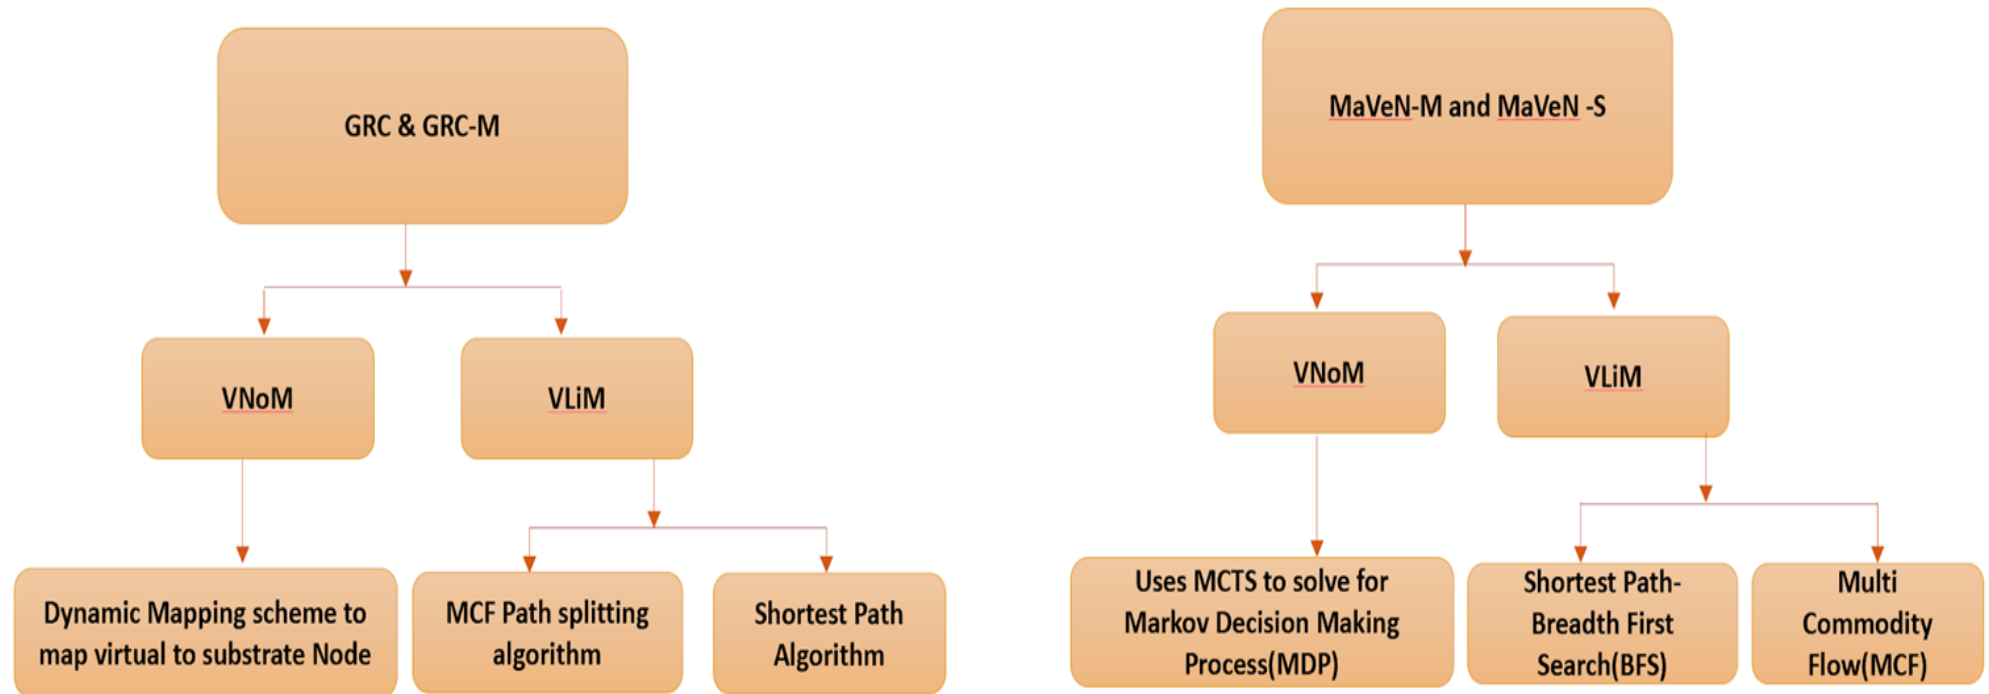 GRC & GRC-M
VNoM
VLiM
Dynamic Mapping scheme to
map virtual to substrate Node
MCF Path splitting
algorithm
Shortest Path
Algorithm
MaVeN-M and MaVeN -S
VNoM
VLiM
Uses MCTS to solve for
Markov Decision Making
Process(MDP)
Shortest Path-
Breadth First
Search(BFS)
Multi
Commodity
Flow(MCF)